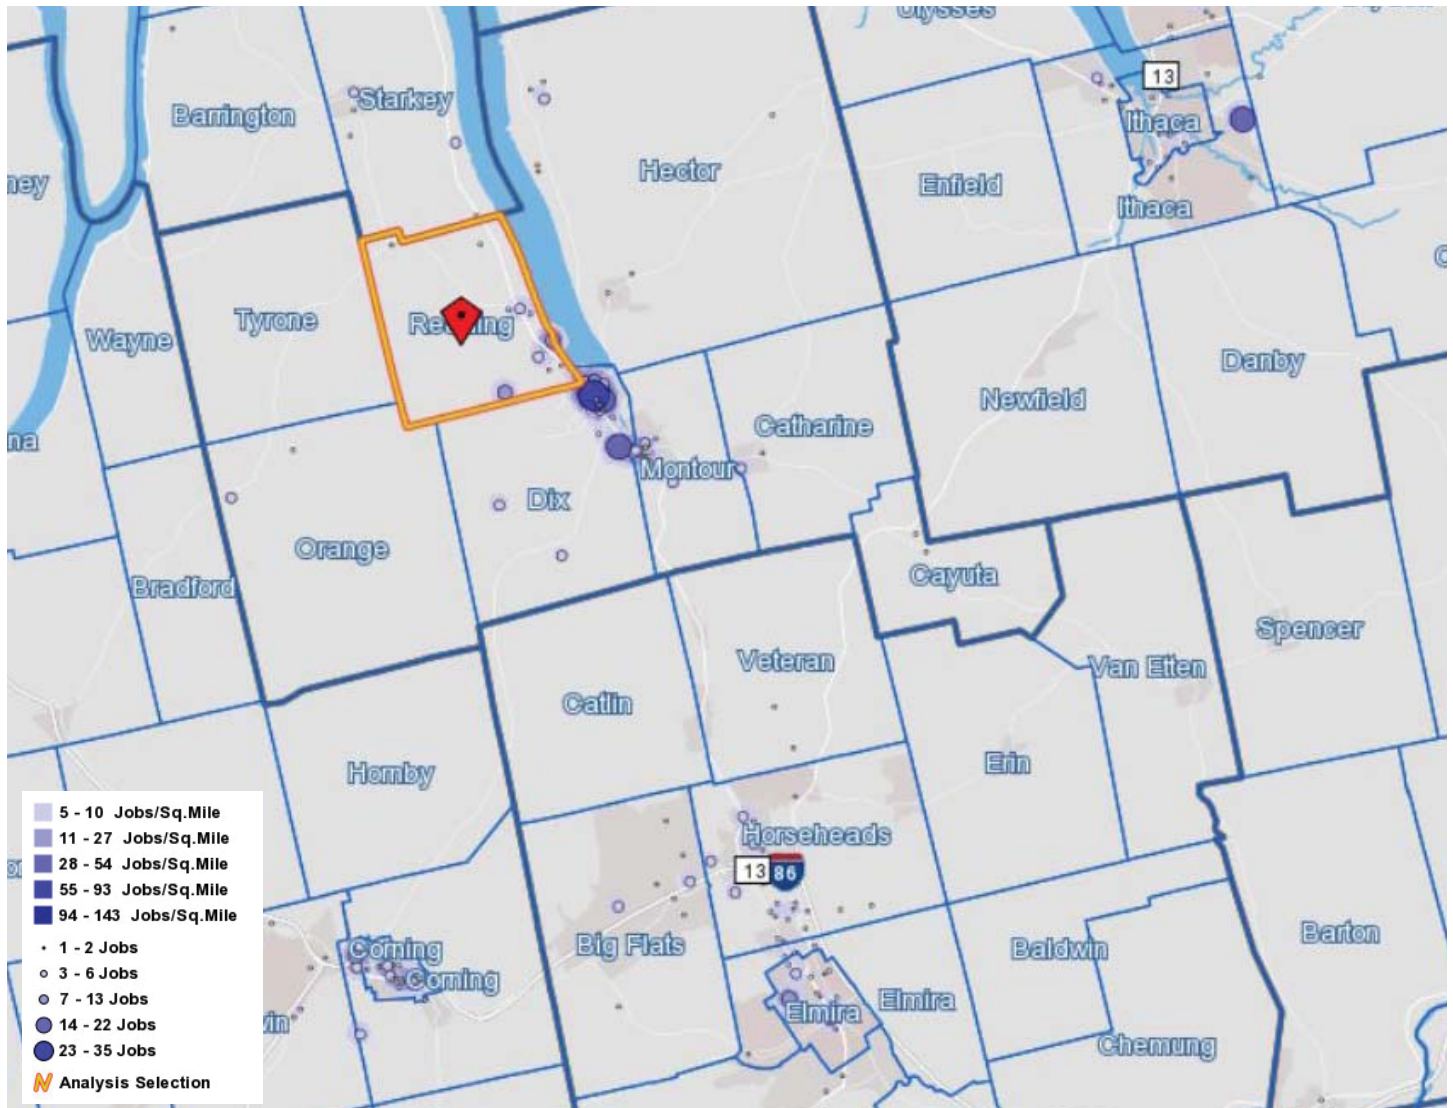 Ulysses
13
Barrington
Starkey
Ithaca
Hector
Enfield
Ithaca
Tyrone
Wayne
Danby
Newfield
Catharine
Montour
Dix
Orange
Bradford
Cayuta
Spencer
Veteran
Van Etten
Catlin
Erin
Hornby
Horseheads
13
86
Big Flats
Corning
Corning
Baldwin
Barton
Elmira
Elmira
Chemung
5 - 10 Jobs/Sq.Mile
11 - 27 Jobs/Sq.Mile
28 - 54 Jobs/Sq.Mile
55 - 93 Jobs/Sq.Mile
94 - 143 Jobs/Sq.Mile
1 - 2 Jobs
3 - 6 Jobs
7 - 13 Jobs
14 - 22 Jobs
23 - 35 Jobs
Analysis Selection